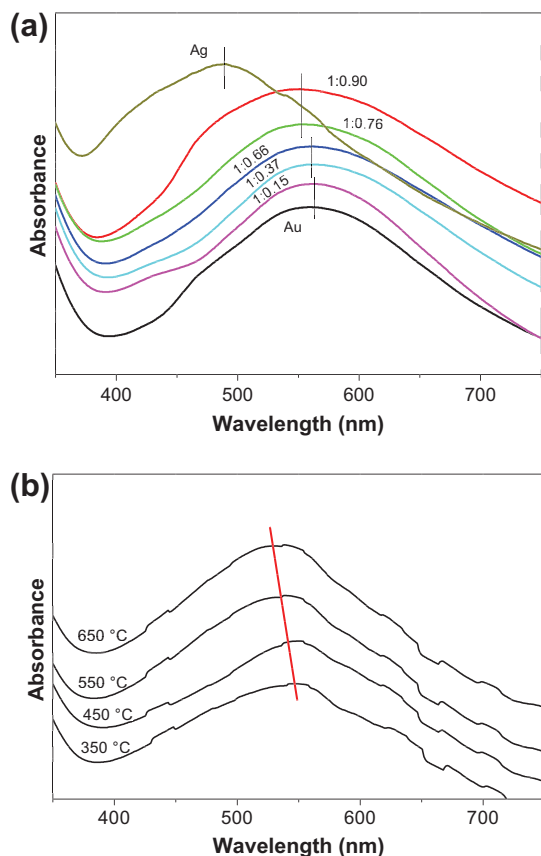 (a)
Ag
1:0.90
1:0.76
1:0.66
1:0.37
1:0.15
Au
Absorbance
400 500 600 700
Wavelength (nm)
(b)
650 °C
550 °C
450 °C
350 °C
Absorbance
400 500 600 700
Wavelength (nm)